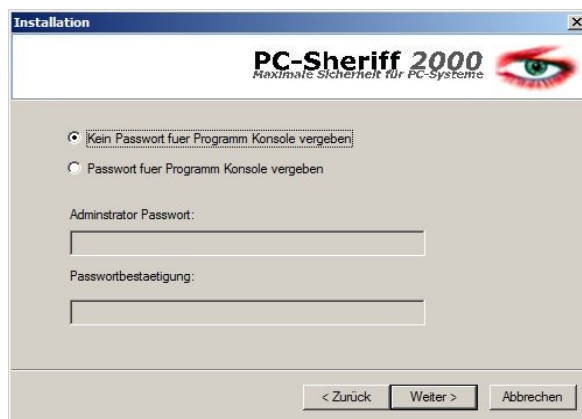 Installation
PC-Sheriff 2000
Maximale Sicherheit für PC-Systeme
Kein Passwort fuer Programm Konsole vergeben
Passwort fuer Programm Konsole vergeben
Adminstrator Passwort:
Passwortbestaetigung:
< Zurück
Weiter >
Abbrechen